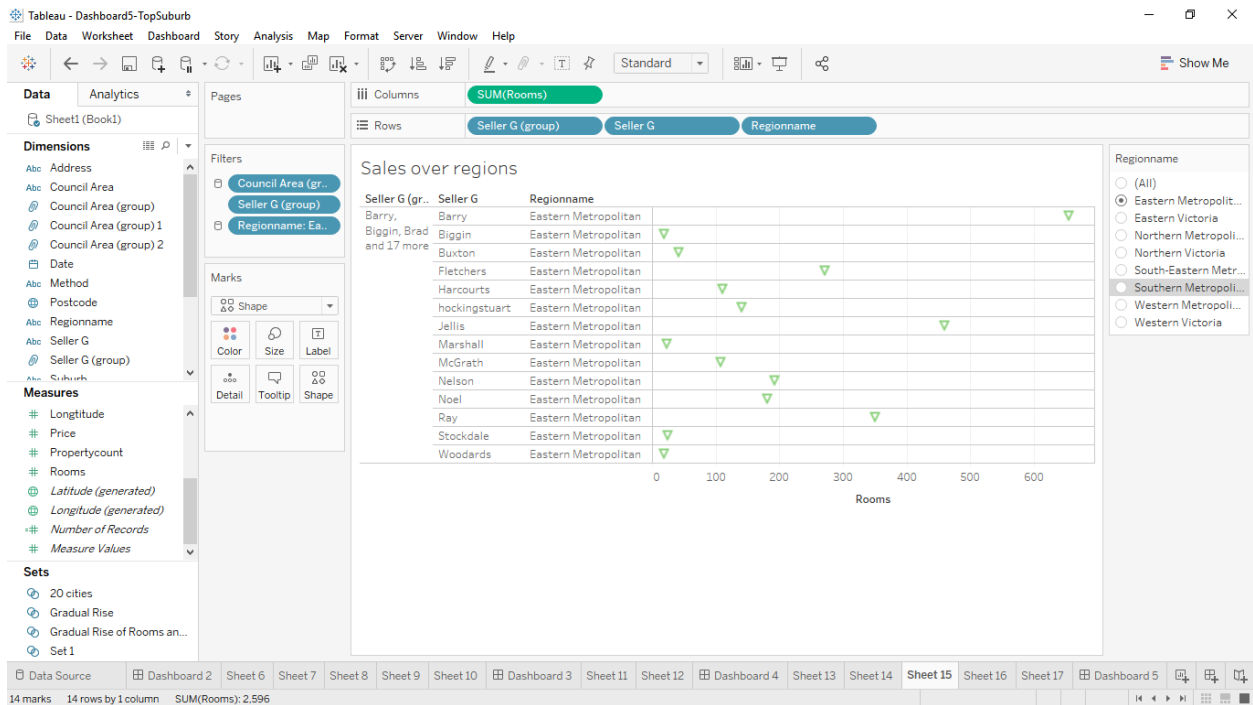 Tableau - Dashboard5-TopSuburb
File Data Worksheet Dashboard Story Analysis Map Format Server Window Help
Standard
Show Me
Data Analytics
Sheet1 (Book1)
Dimensions
Abc Address
Abc Council Area
Council Area (group)
Council Area (group) 1
Council Area (group) 2
Date
Abc Method
Postcode
Abc Regionname
Abc Seller G
Seller G (group)
Abc Suburb
Measures
# Longtitude
# Price
# Propertycount
# Rooms
Latitude (generated)
Longitude (generated)
=# Number of Records
# Measure Values
Sets
20 cities
Gradual Rise
Gradual Rise of Rooms an...
Set 1
Pages
Filters
Council Area (gr..
Seller G (group)
Regionname: Ea..
Marks
Shape
Color Size Label
Detail Tooltip Shape
Columns SUM(Rooms)
Rows Seller G (group) Seller G Regionname
Sales over regions
Seller G (gr.. Seller G Regionname
Barry, Biggin, Brad and 17 more
Barry Eastern Metropolitan
Biggin Eastern Metropolitan
Buxton Eastern Metropolitan
Fletchers Eastern Metropolitan
Harcourts Eastern Metropolitan
hockingstuart Eastern Metropolitan
Jellis Eastern Metropolitan
Marshall Eastern Metropolitan
McGrath Eastern Metropolitan
Nelson Eastern Metropolitan
Noel Eastern Metropolitan
Ray Eastern Metropolitan
Stockdale Eastern Metropolitan
Woodards Eastern Metropolitan
0 100 200 300 400 500 600
Rooms
Regionname
(All)
Eastern Metropolit...
Eastern Victoria
Northern Metropoli...
Northern Victoria
South-Eastern Metr...
Southern Metropoli...
Western Metropoli...
Western Victoria
Data Source Dashboard 2 Sheet 6 Sheet 7 Sheet 8 Sheet 9 Sheet 10 Dashboard 3 Sheet 11 Sheet 12 Dashboard 4 Sheet 13 Sheet 14 Sheet 15 Sheet 16 Sheet 17 Dashboard 5
14 marks 14 rows by 1 column SUM(Rooms): 2,596